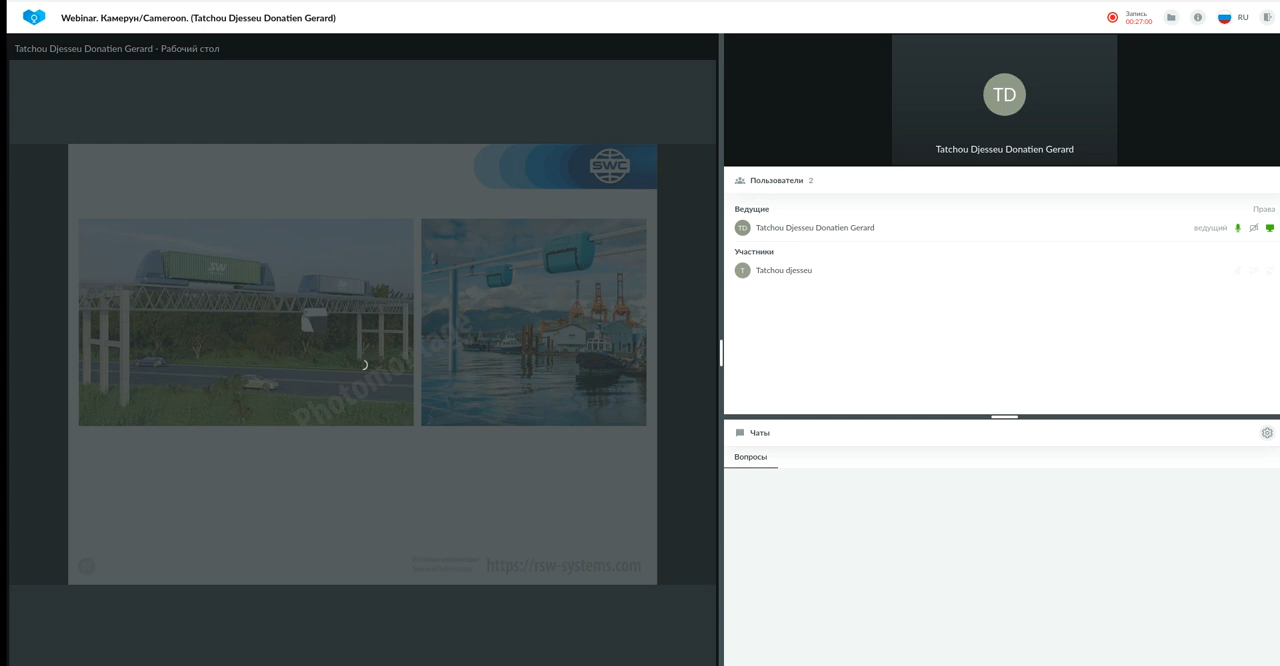 Webinar. Камерун/Cameroon. (Tatchou Djesseu Donatien Gerard)
Запись
00:27:00
RU
Tatchou Djesseu Donatien Gerard - Рабочий стол
TD
Tatchou Djesseu Donatien Gerard
SWC
SW
Photomontage
https://rsw-systems.com
Пользователи 2
Ведущие
Права
TD
Tatchou Djesseu Donatien Gerard
ведущий
Участники
T
Tatchou djesseu
Чаты
Вопросы